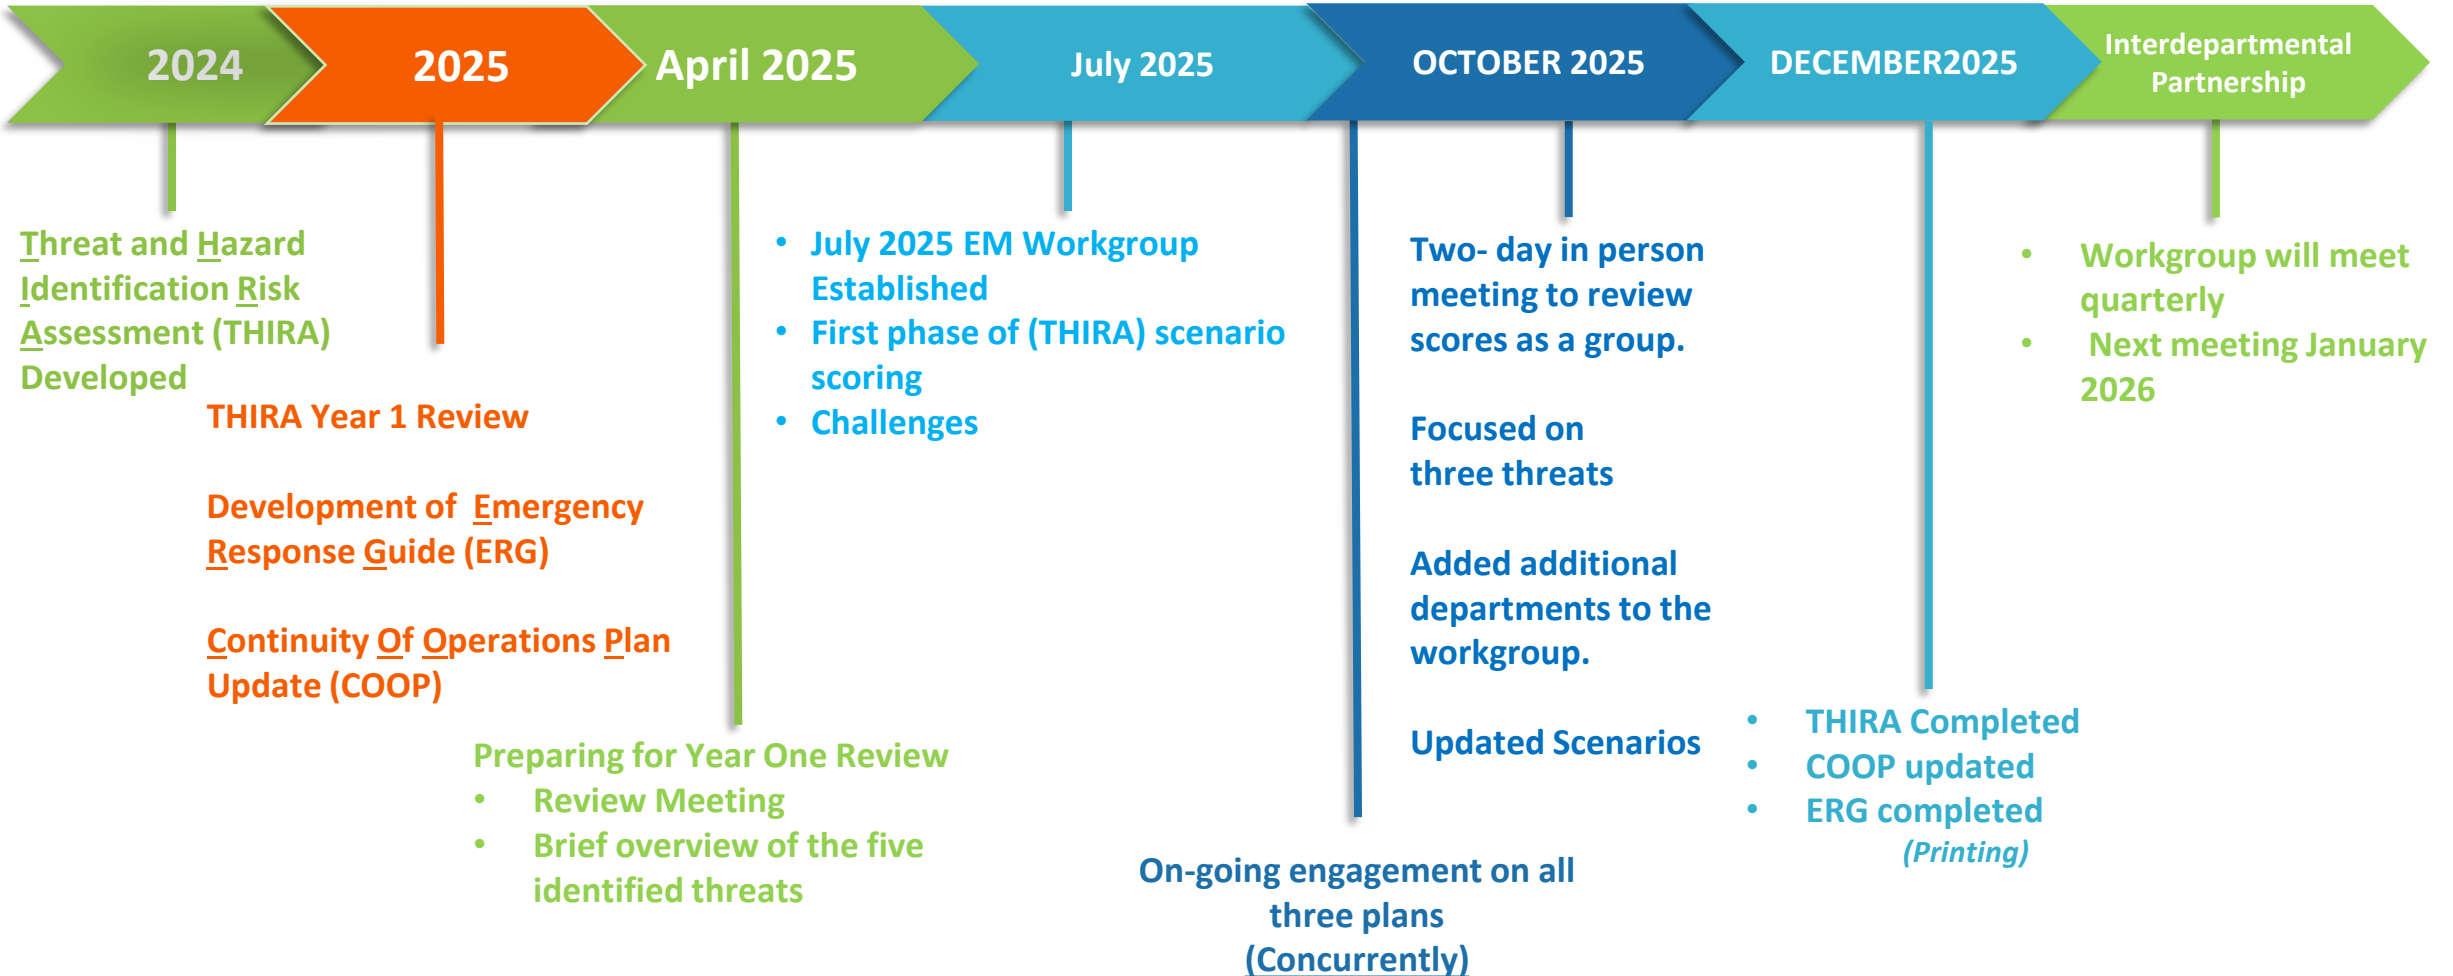 2024
2025
April 2025
July 2025
OCTOBER 2025
DECEMBER2025
Interdepartmental
Partnership
Threat and Hazard
Identification Risk
Assessment (THIRA)
Developed
THIRA Year 1 Review
Development of Emergency
Response Guide (ERG)
Continuity Of Operations Plan
Update (COOP)
Preparing for Year One Review
• Review Meeting
• Brief overview of the five
identified threats
• July 2025 EM Workgroup
Established
• First phase of (THIRA) scenario
scoring
• Challenges
On-going engagement on all
three plans
(Concurrently)
Two- day in person
meeting to review
scores as a group.
Focused on
three threats
Added additional
departments to the
workgroup.
Updated Scenarios
• THIRA Completed
• COOP updated
• ERG completed
(Printing)
• Workgroup will meet
quarterly
• Next meeting January
2026